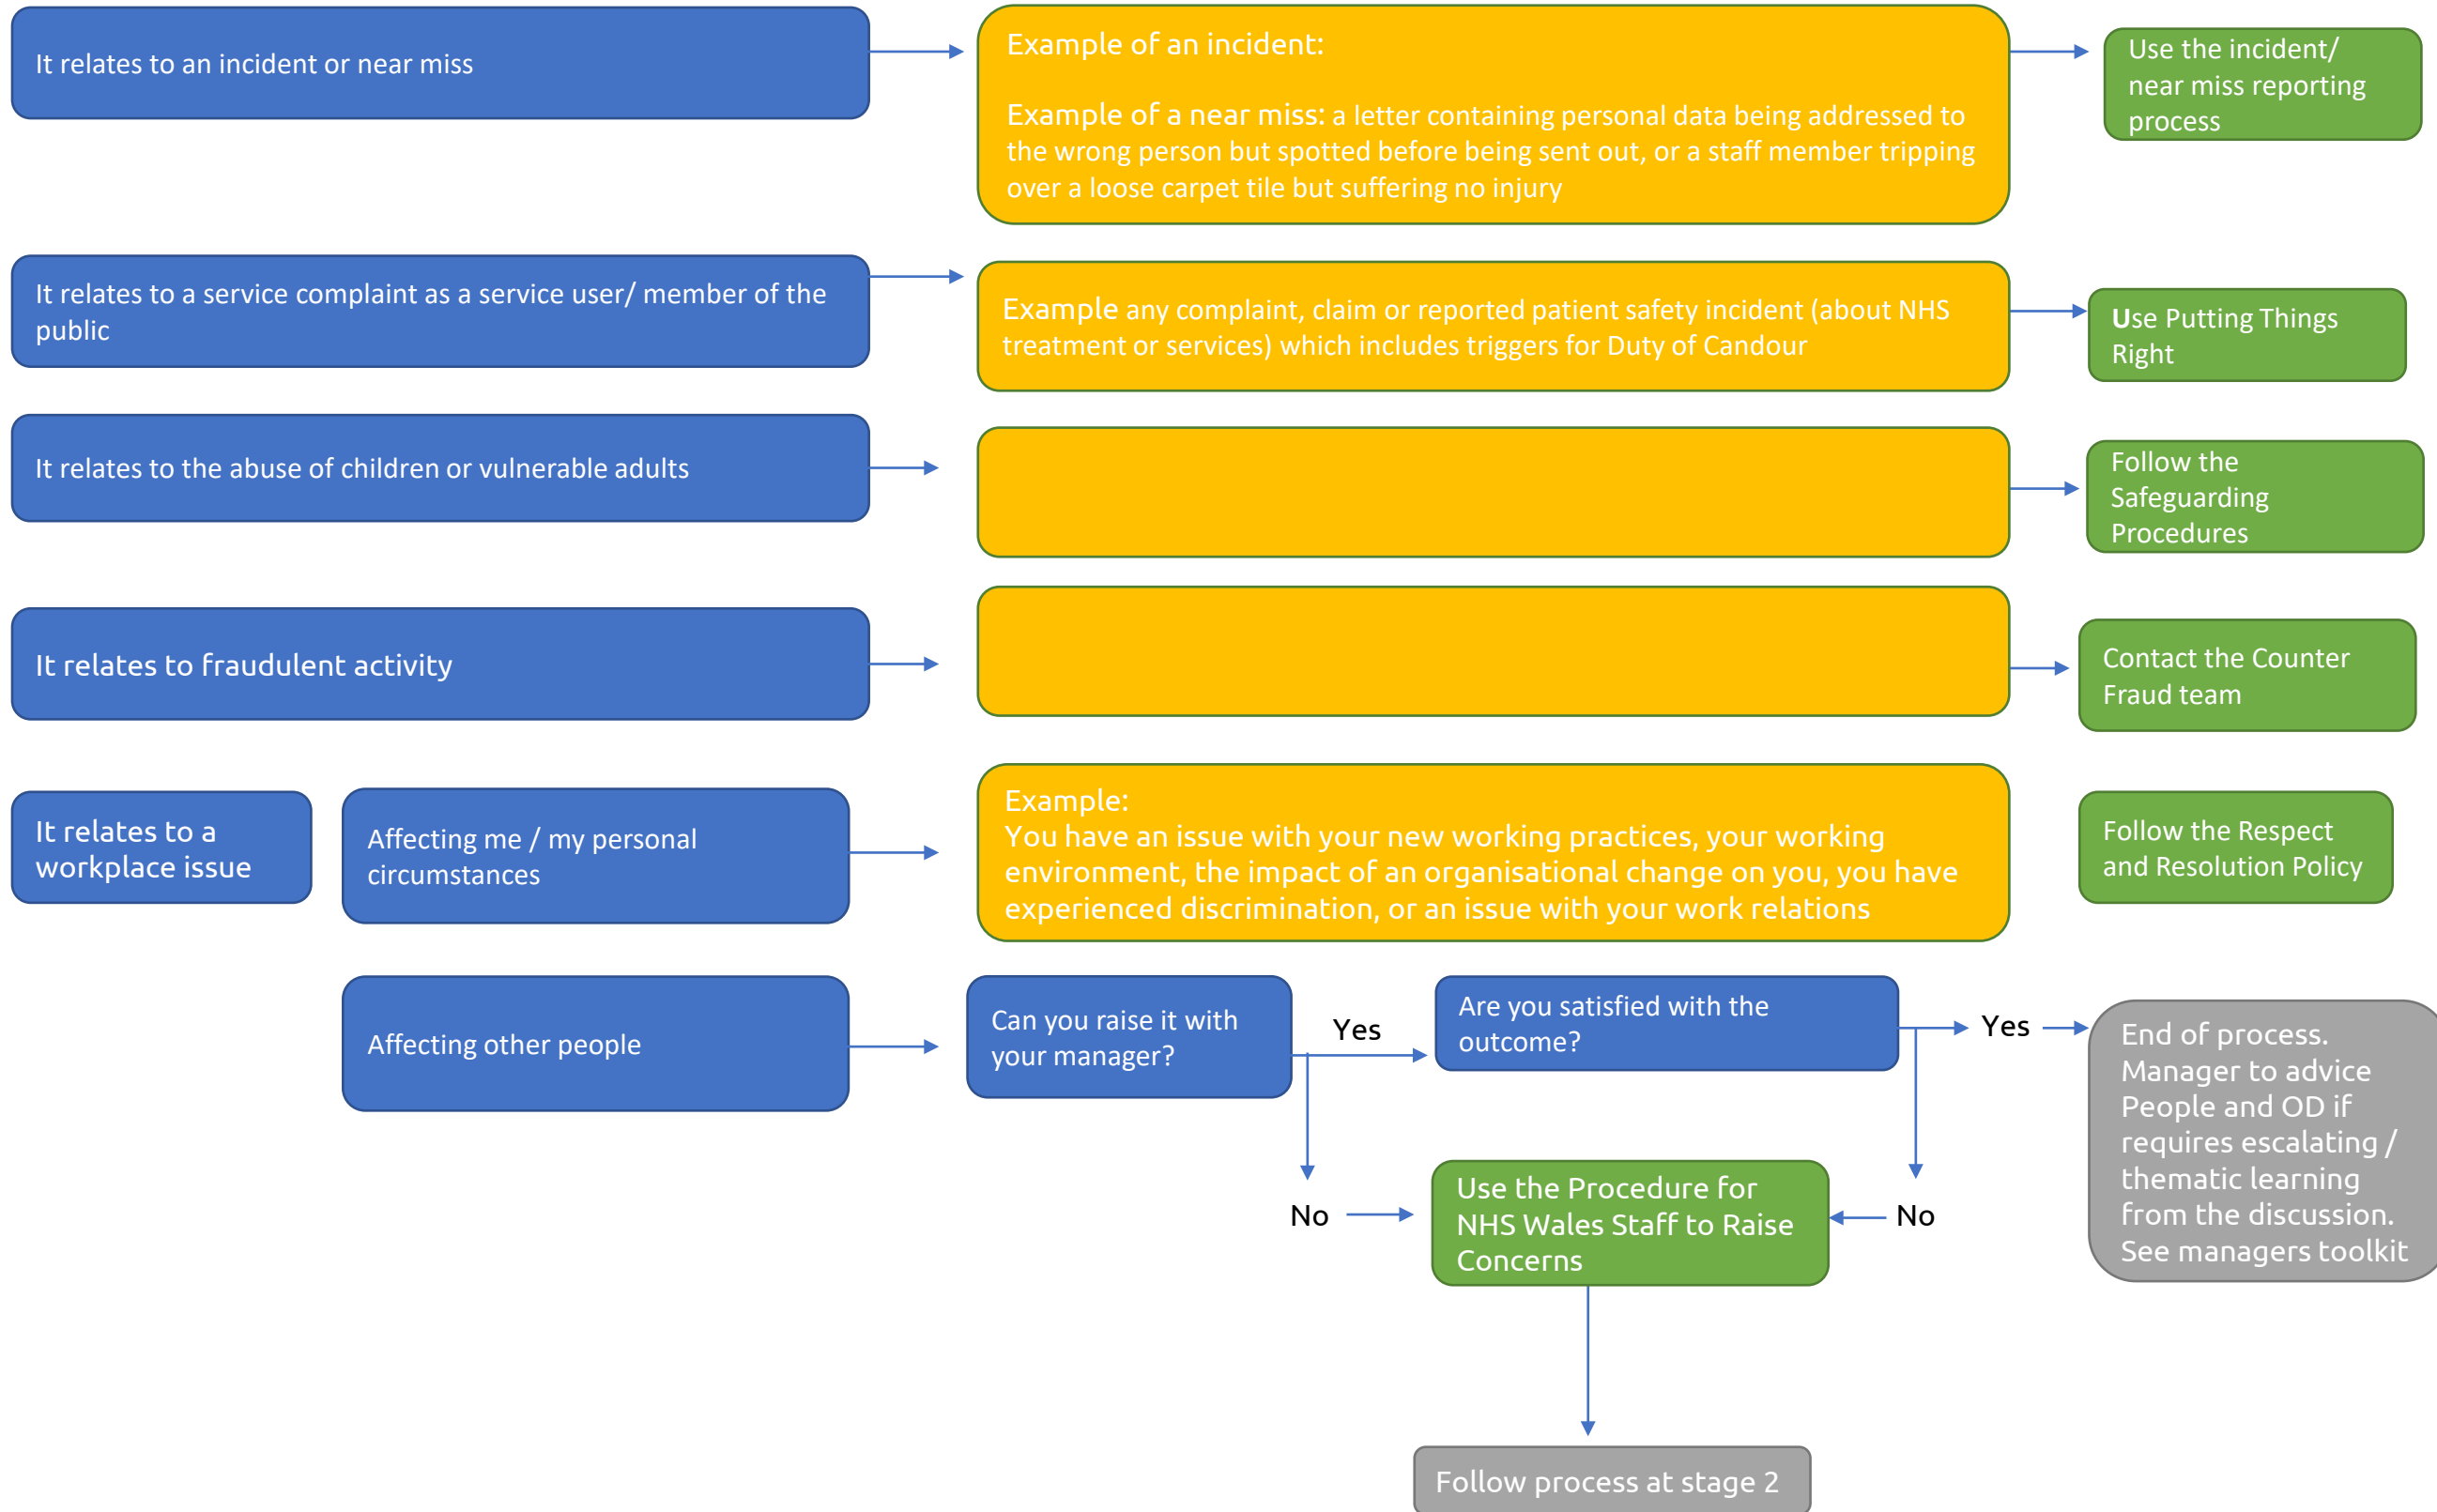 It relates to an incident or near miss
Example of an incident:
Example of a near miss: a letter containing personal data being addressed to
the wrong person but spotted before being sent out, or a staff member tripping
over a loose carpet tile but suffering no injury
Use the incident/
near miss reporting
process
It relates to a service complaint as a service user/ member of the
public
Example any complaint, claim or reported patient safety incident (about NHS
treatment or services) which includes triggers for Duty of Candour
Use Putting Things
Right
It relates to the abuse of children or vulnerable adults
Follow the
Safeguarding
Procedures
It relates to fraudulent activity
Contact the Counter
Fraud team
It relates to a
workplace issue
Affecting me / my personal
circumstances
Example:
You have an issue with your new working practices, your working
environment, the impact of an organisational change on you, you have
experienced discrimination, or an issue with your work relations
Follow the Respect
and Resolution Policy
Affecting other people
Can you raise it with
your manager?
Yes
Are you satisfied with the
outcome?
Yes
End of process.
Manager to advice
People and OD if
requires escalating /
thematic learning
from the discussion.
See managers toolkit
No
Use the Procedure for
NHS Wales Staff to Raise
Concerns
No
Follow process at stage 2